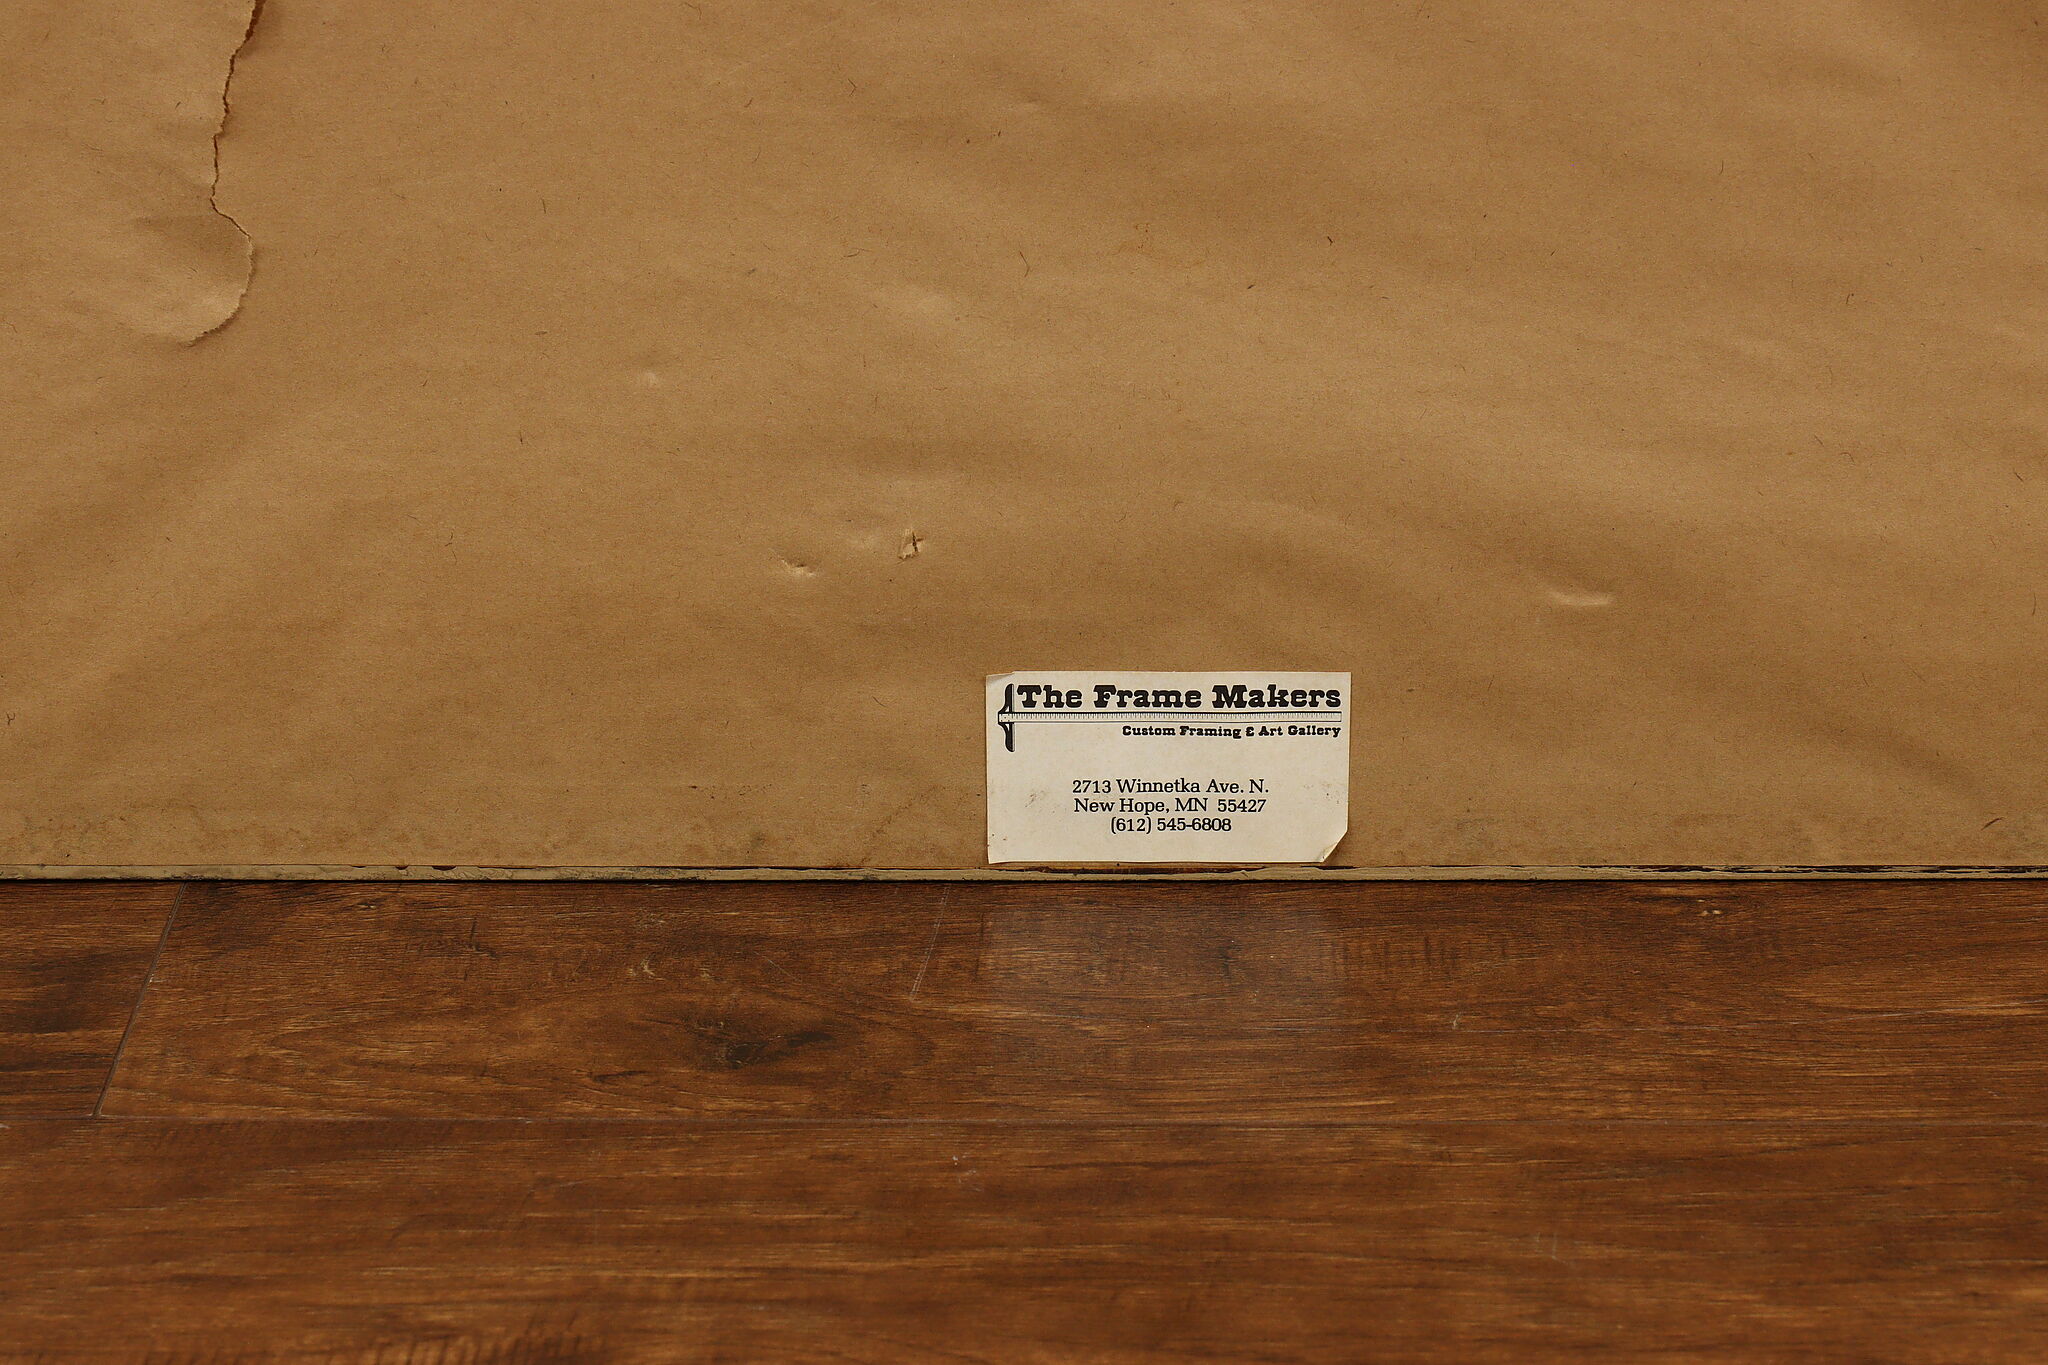 The Frame Makers
Custom Framing & Art Gallery
2713 Winnetka Ave. N.
New Hope, MN 55427
(612) 545-6808